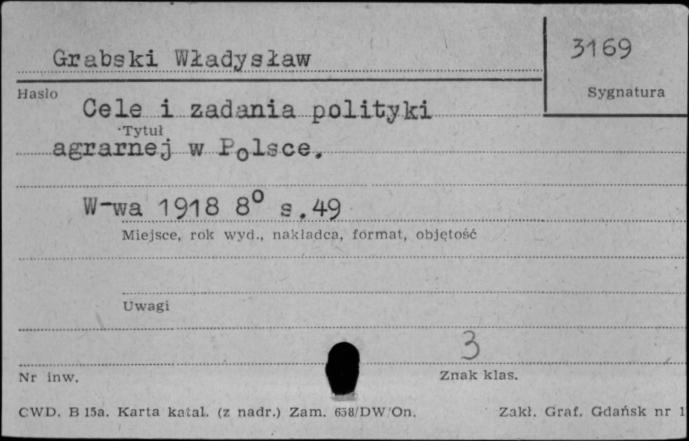 Grabski Władysław
3169
Hasło
Sygnatura
Cele i zadania polityki
Tytuł
agrarnej w Polsce.
W-wa 1918 8° s.49
Miejsce, rok wyd., nakładca, format, objętość
Uwagi
3
Nr inw.
Znak klas.
CWD. B 15a. Karta katal. (z nadr.) Zam. 658/DW/On. Zakł. Graf. Gdańsk nr 1